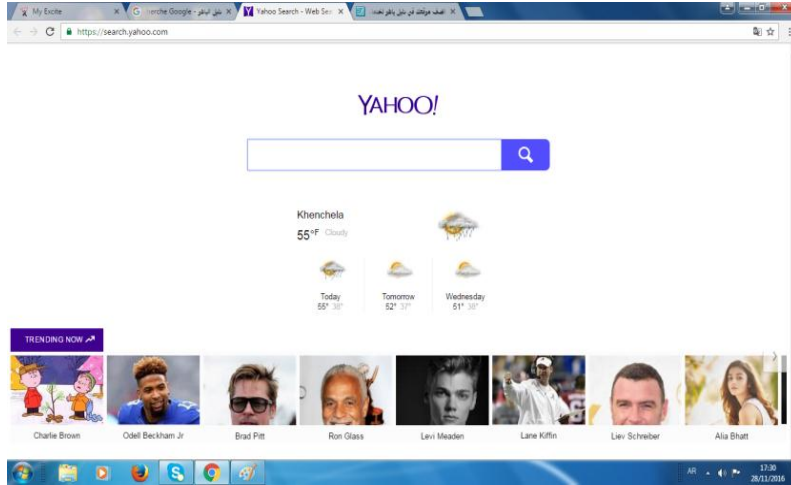 My Excite
Yahoo Search - Web Se
https://search.yahoo.com
YAHOO!
Khenchela
55°F Cloudy
Today Tomorrow Wednesday
55° 38° 52° 37° 51° 38°
TRENDING NOW
Charlie Brown Odell Beckham Jr Brad Pitt Ron Glass Levi Meaden Lane Kiffin Liev Schreiber Alia Bhatt
AR 17:30
28/11/2016